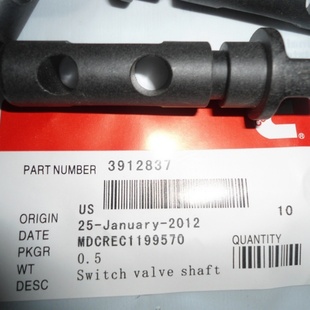 PART NUMBER 3912837
ORIGIN US 10
DATE 25-January-2012
PKGR MDCREC1199570 QUANTITY
WT 0.5
DESC Switch valve shaft